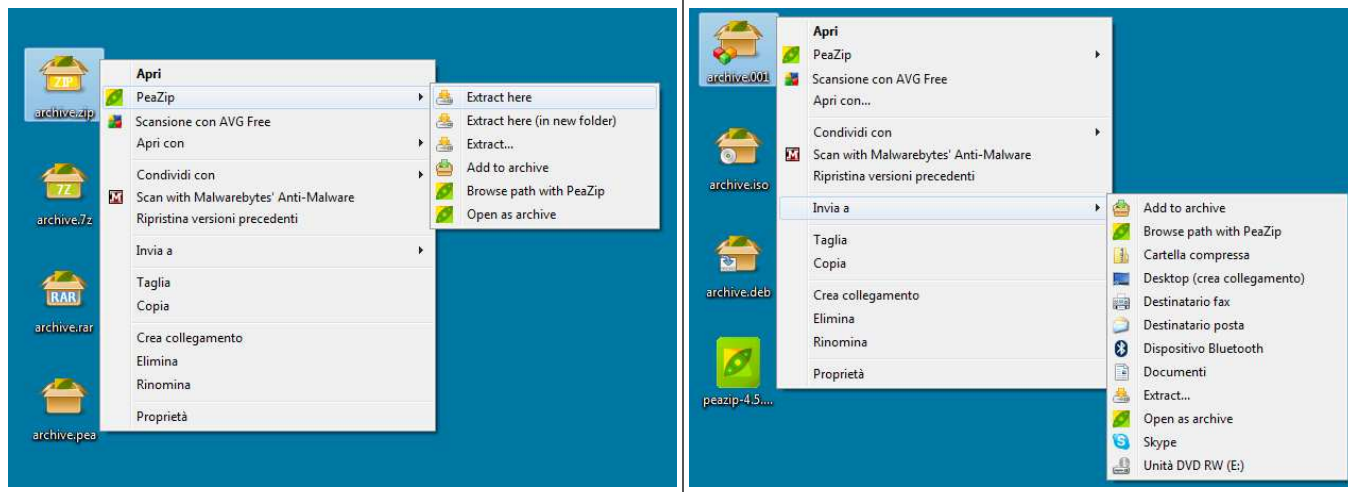 ZIP
archive.zip
7Z
archive.7z
RAR
archive.rar
archive.pea
Apri
PeaZip
Scansione con AVG Free
Apri con
Condividi con
Scan with Malwarebytes' Anti-Malware
Ripristina versioni precedenti
Invia a
Taglia
Copia
Crea collegamento
Elimina
Rinomina
Proprietà
Extract here
Extract here (in new folder)
Extract...
Add to archive
Browse path with PeaZip
Open as archive
archive.001
archive.iso
archive.deb
peazip-4.5....
Apri
PeaZip
Scansione con AVG Free
Apri con...
Condividi con
Scan with Malwarebytes' Anti-Malware
Ripristina versioni precedenti
Invia a
Taglia
Copia
Crea collegamento
Elimina
Rinomina
Proprietà
Add to archive
Browse path with PeaZip
Cartella compressa
Desktop (crea collegamento)
Destinatario fax
Destinatario posta
Dispositivo Bluetooth
Documenti
Extract...
Open as archive
Skype
Unità DVD RW (E:)